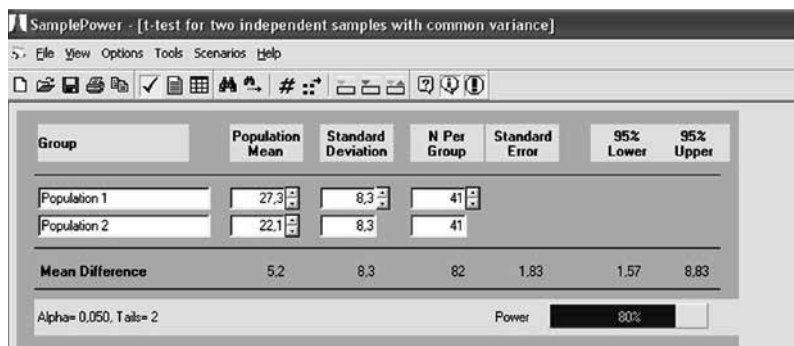 SamplePower - [t-test for two independent samples with common variance]
File View Options Tools Scenarios Help
Group Population Mean Standard Deviation N Per Group Standard Error 95% Lower 95% Upper
Population 1 27,3 8,3 41
Population 2 22,1 8,3 41
Mean Difference 5,2 8,3 82 1,83 1,57 8,83
Alpha= 0,050, Tails= 2 Power 80%